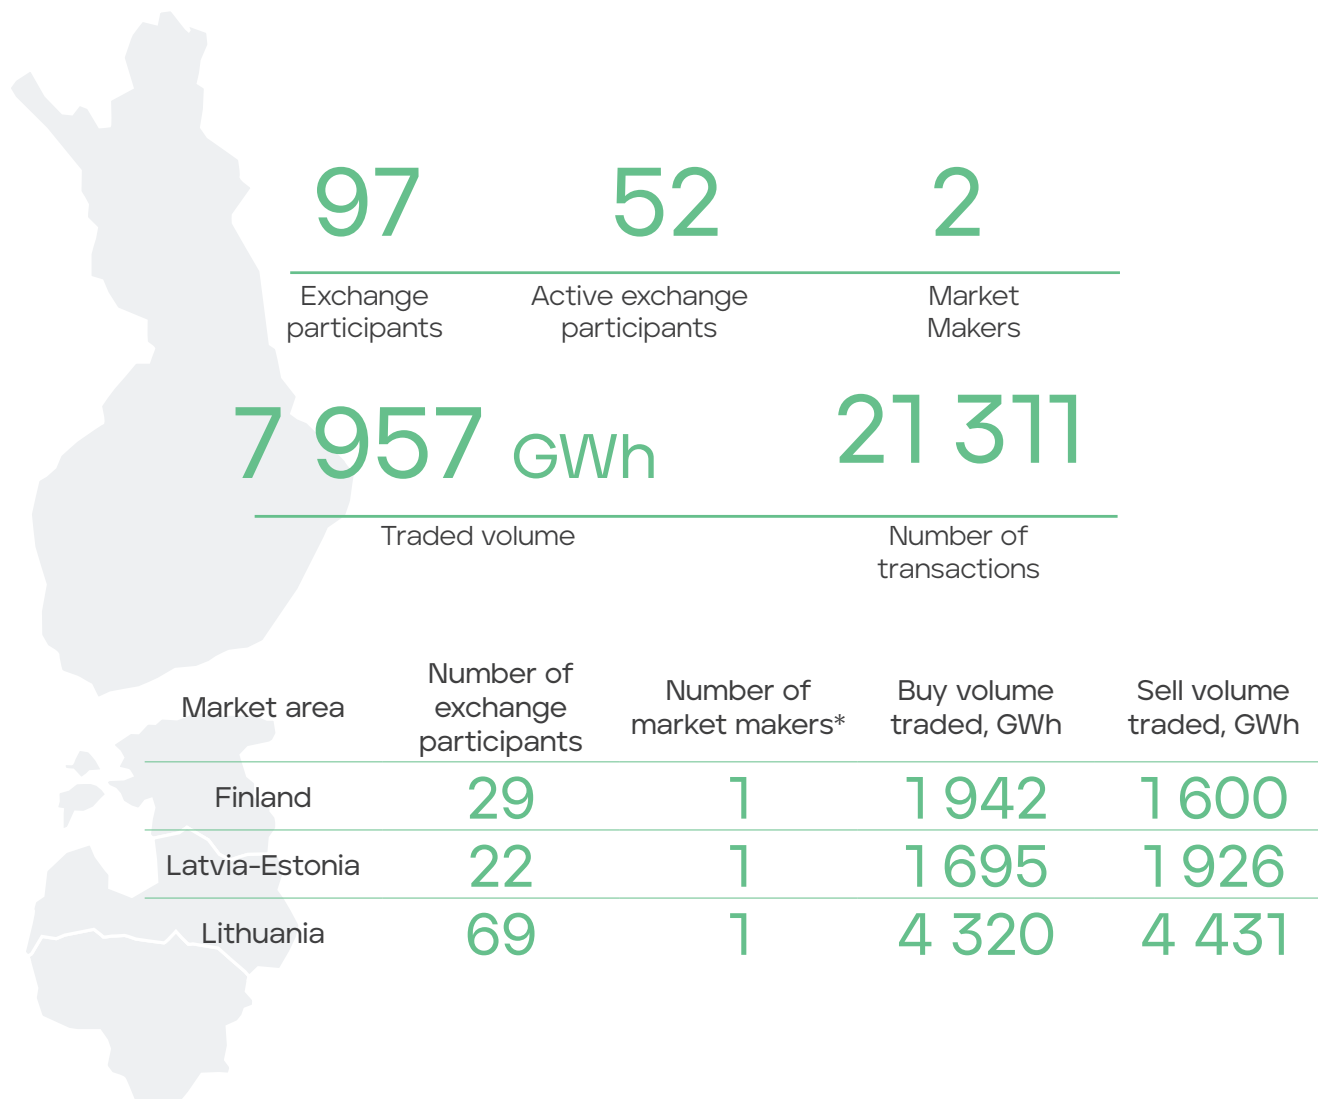 97 52 2
Exchange participants
Active exchange participants
Market Makers
7 957 GWh 21 311
Traded volume
Number of transactions
Market area
Number of exchange participants
Number of market makers*
Buy volume traded, GWh
Sell volume traded, GWh
Finland 29 1 1 942 1 600
Latvia-Estonia 22 1 1 695 1 926
Lithuania 69 1 4 320 4 431